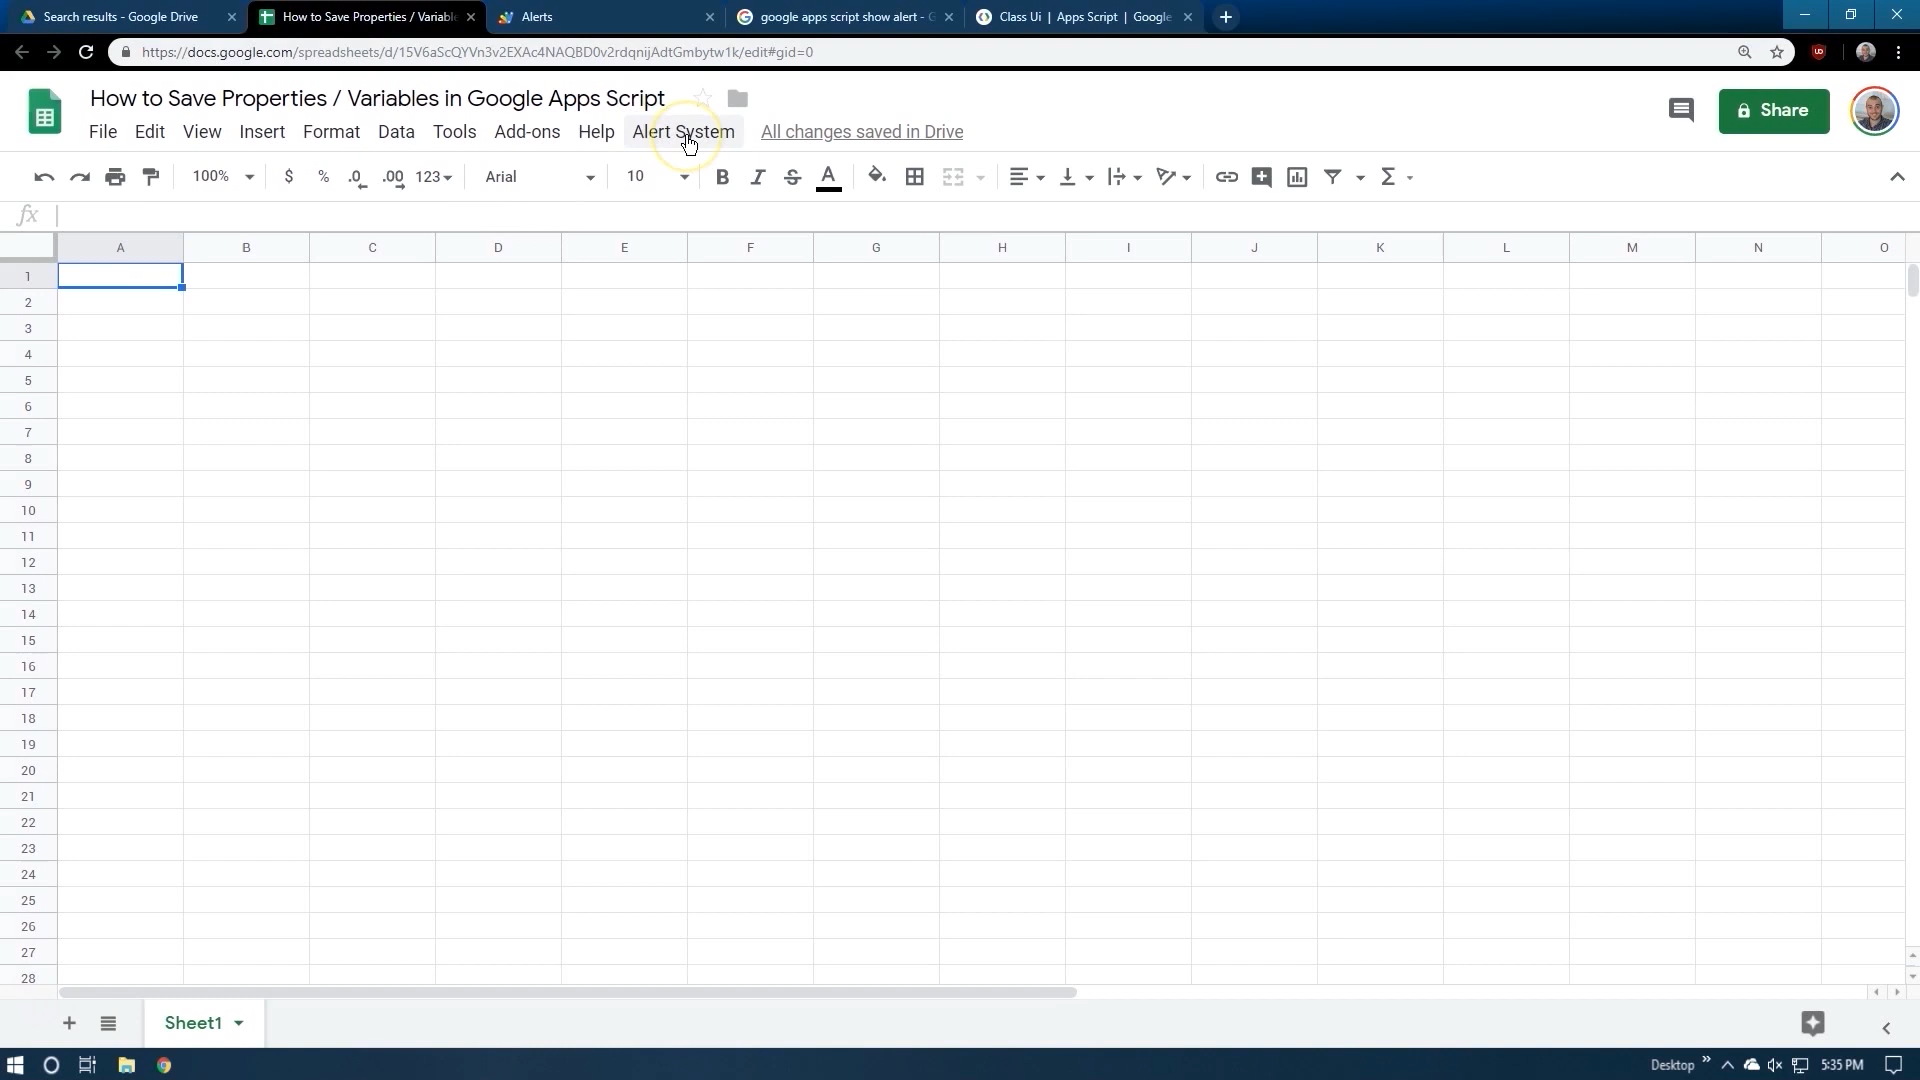 Search results - Google Drive
How to Save Properties / Variabl
Alerts
google apps script show alert - G
Class Ui | Apps Script | Google
https://docs.google.com/spreadsheets/d/15V6aScQYVn3v2EXAc4NAQBD0v2rdqnijAdtGmbytw1k/edit#gid=0
How to Save Properties / Variables in Google Apps Script
Share
File Edit View Insert Format Data Tools Add-ons Help Alert System All changes saved in Drive
100% $ % .0 .00 123 Arial 10 B I S A Σ
fx
A B C D E F G H I J K L M N O
1
2
3
4
5
6
7
8
9
10
11
12
13
14
15
16
17
18
19
20
21
22
23
24
25
26
27
28
Sheet1
Desktop
5:35 PM